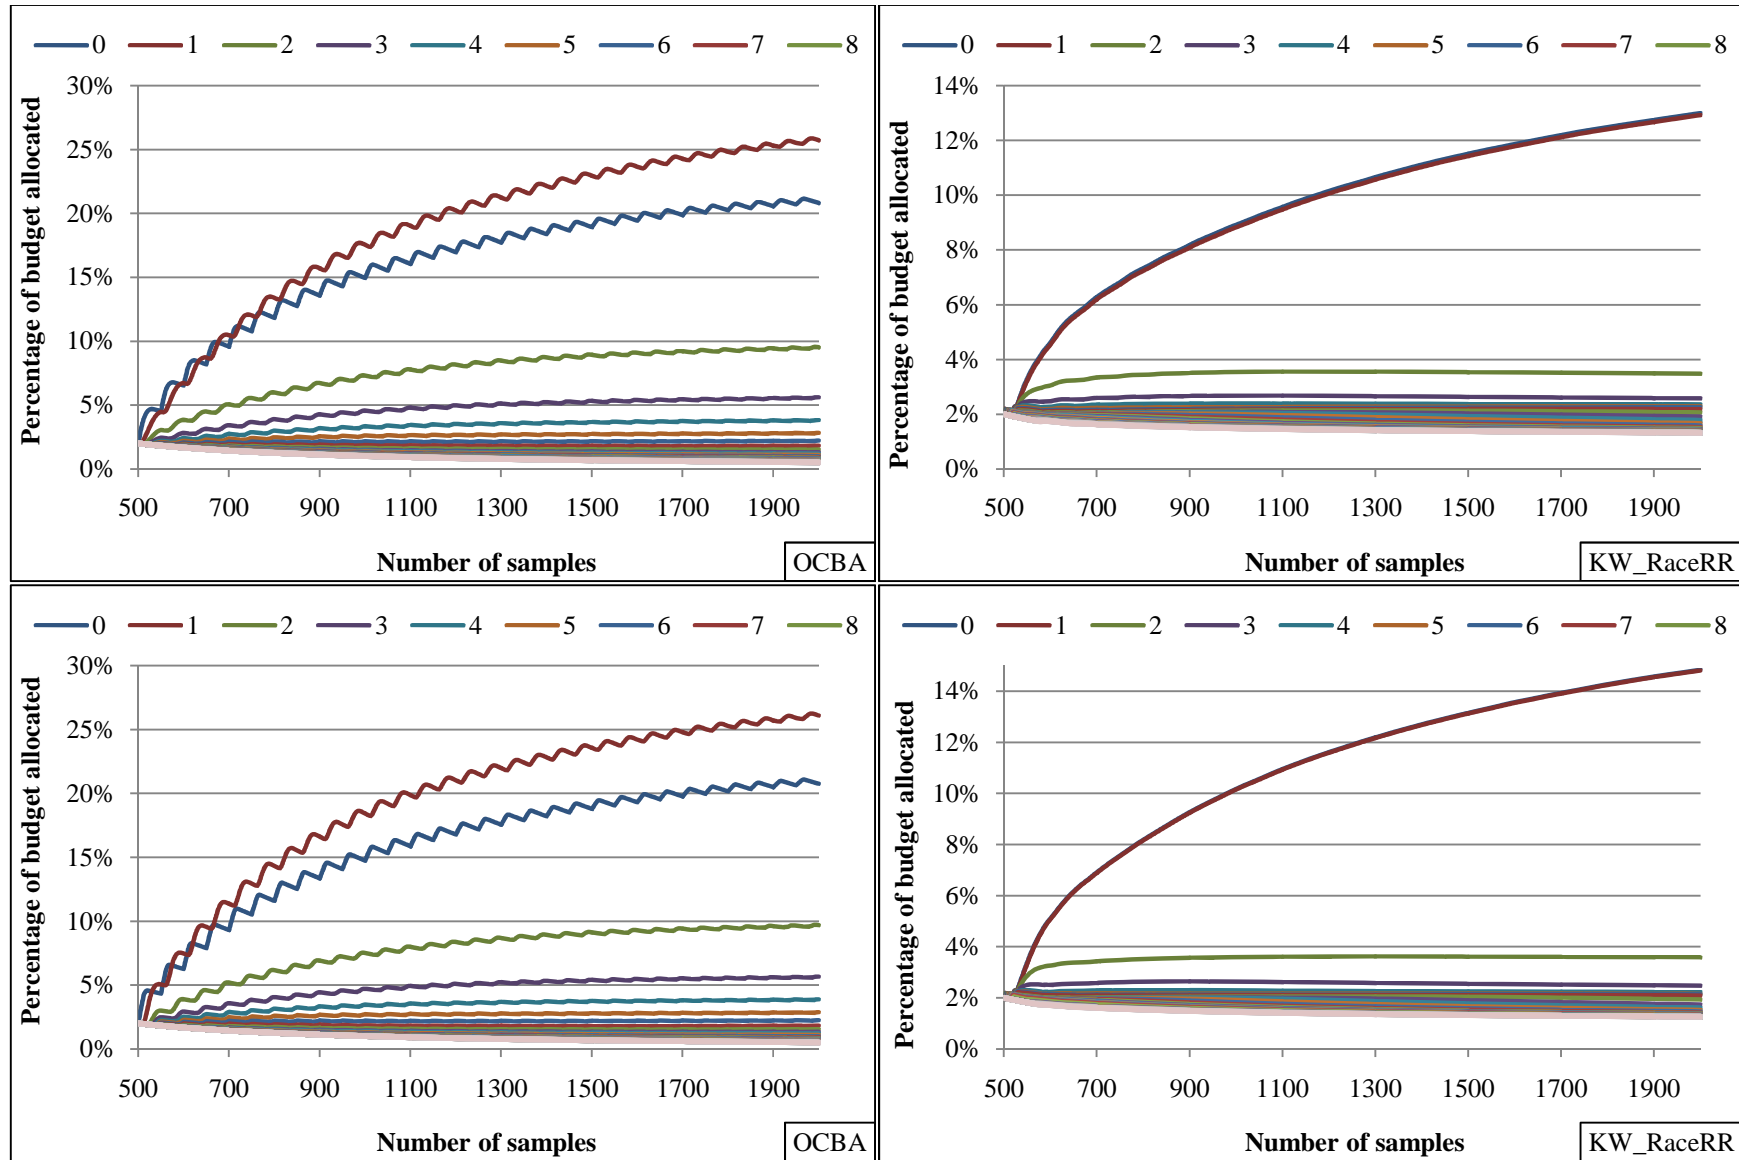 0 1 2 3 4 5 6 7 8
Percentage of budget allocated
30%
25%
20%
15%
10%
5%
0%
500 700 900 1100 1300 1500 1700 1900
Number of samples
OCBA
0 1 2 3 4 5 6 7 8
Percentage of budget allocated
14%
12%
10%
8%
6%
4%
2%
0%
500 700 900 1100 1300 1500 1700 1900
Number of samples
KW_RaceRR
0 1 2 3 4 5 6 7 8
Percentage of budget allocated
30%
25%
20%
15%
10%
5%
0%
500 700 900 1100 1300 1500 1700 1900
Number of samples
OCBA
0 1 2 3 4 5 6 7 8
Percentage of budget allocated
14%
12%
10%
8%
6%
4%
2%
0%
500 700 900 1100 1300 1500 1700 1900
Number of samples
KW_RaceRR